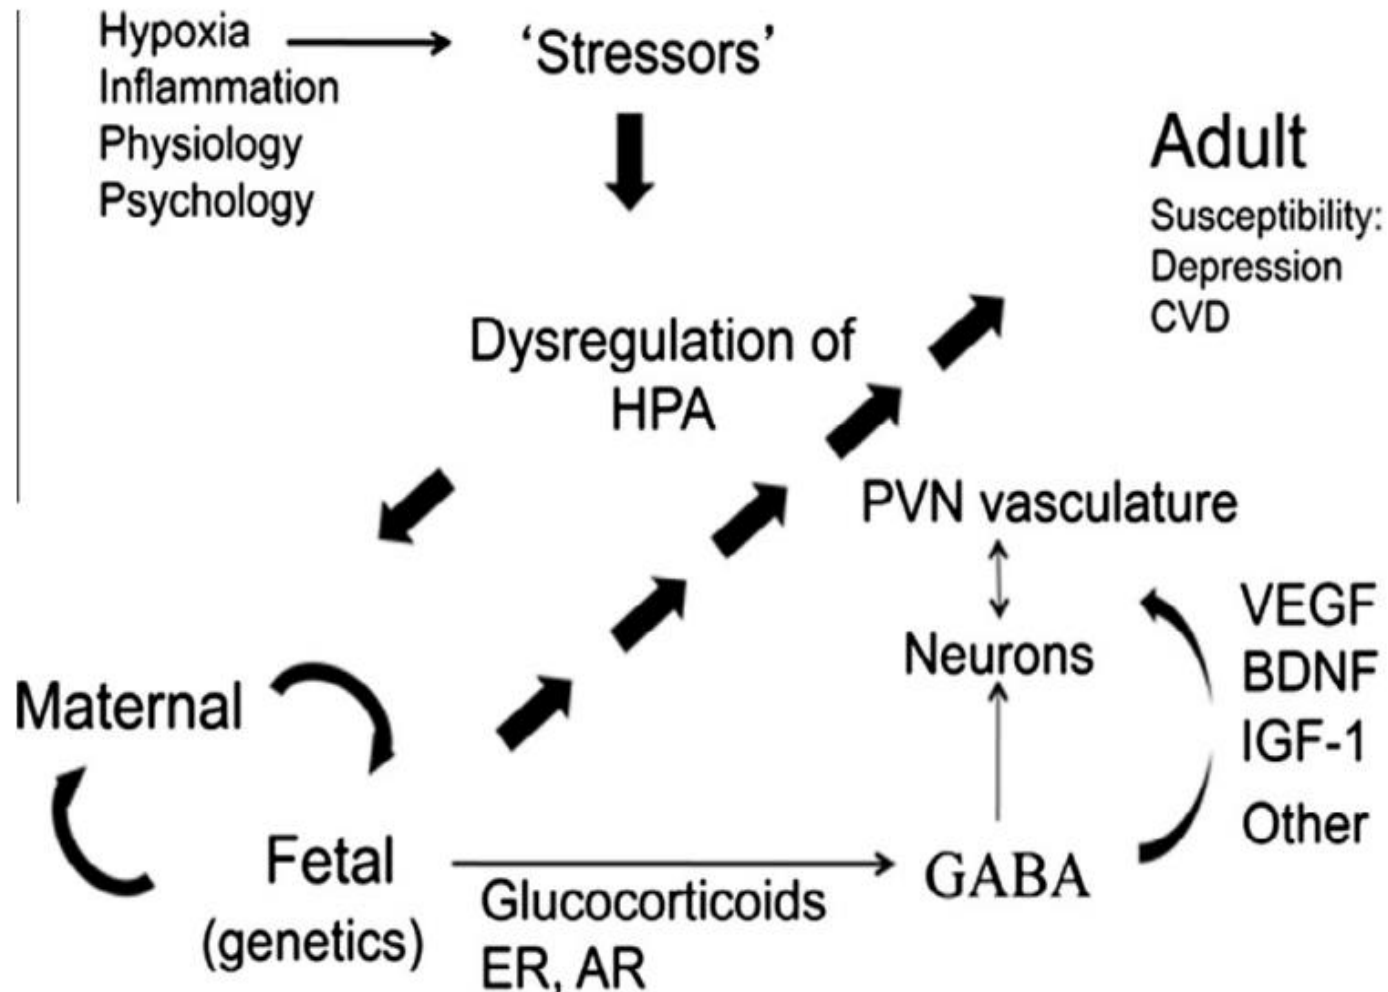 Hypoxia
Inflammation
Physiology
Psychology
‘Stressors’
Adult
Susceptibility:
Depression
CVD
Dysregulation of
HPA
PVN vasculature
Neurons
VEGF
BDNF
IGF-1
Other
Maternal
Fetal
(genetics)
Glucocorticoids
ER, AR
GABA